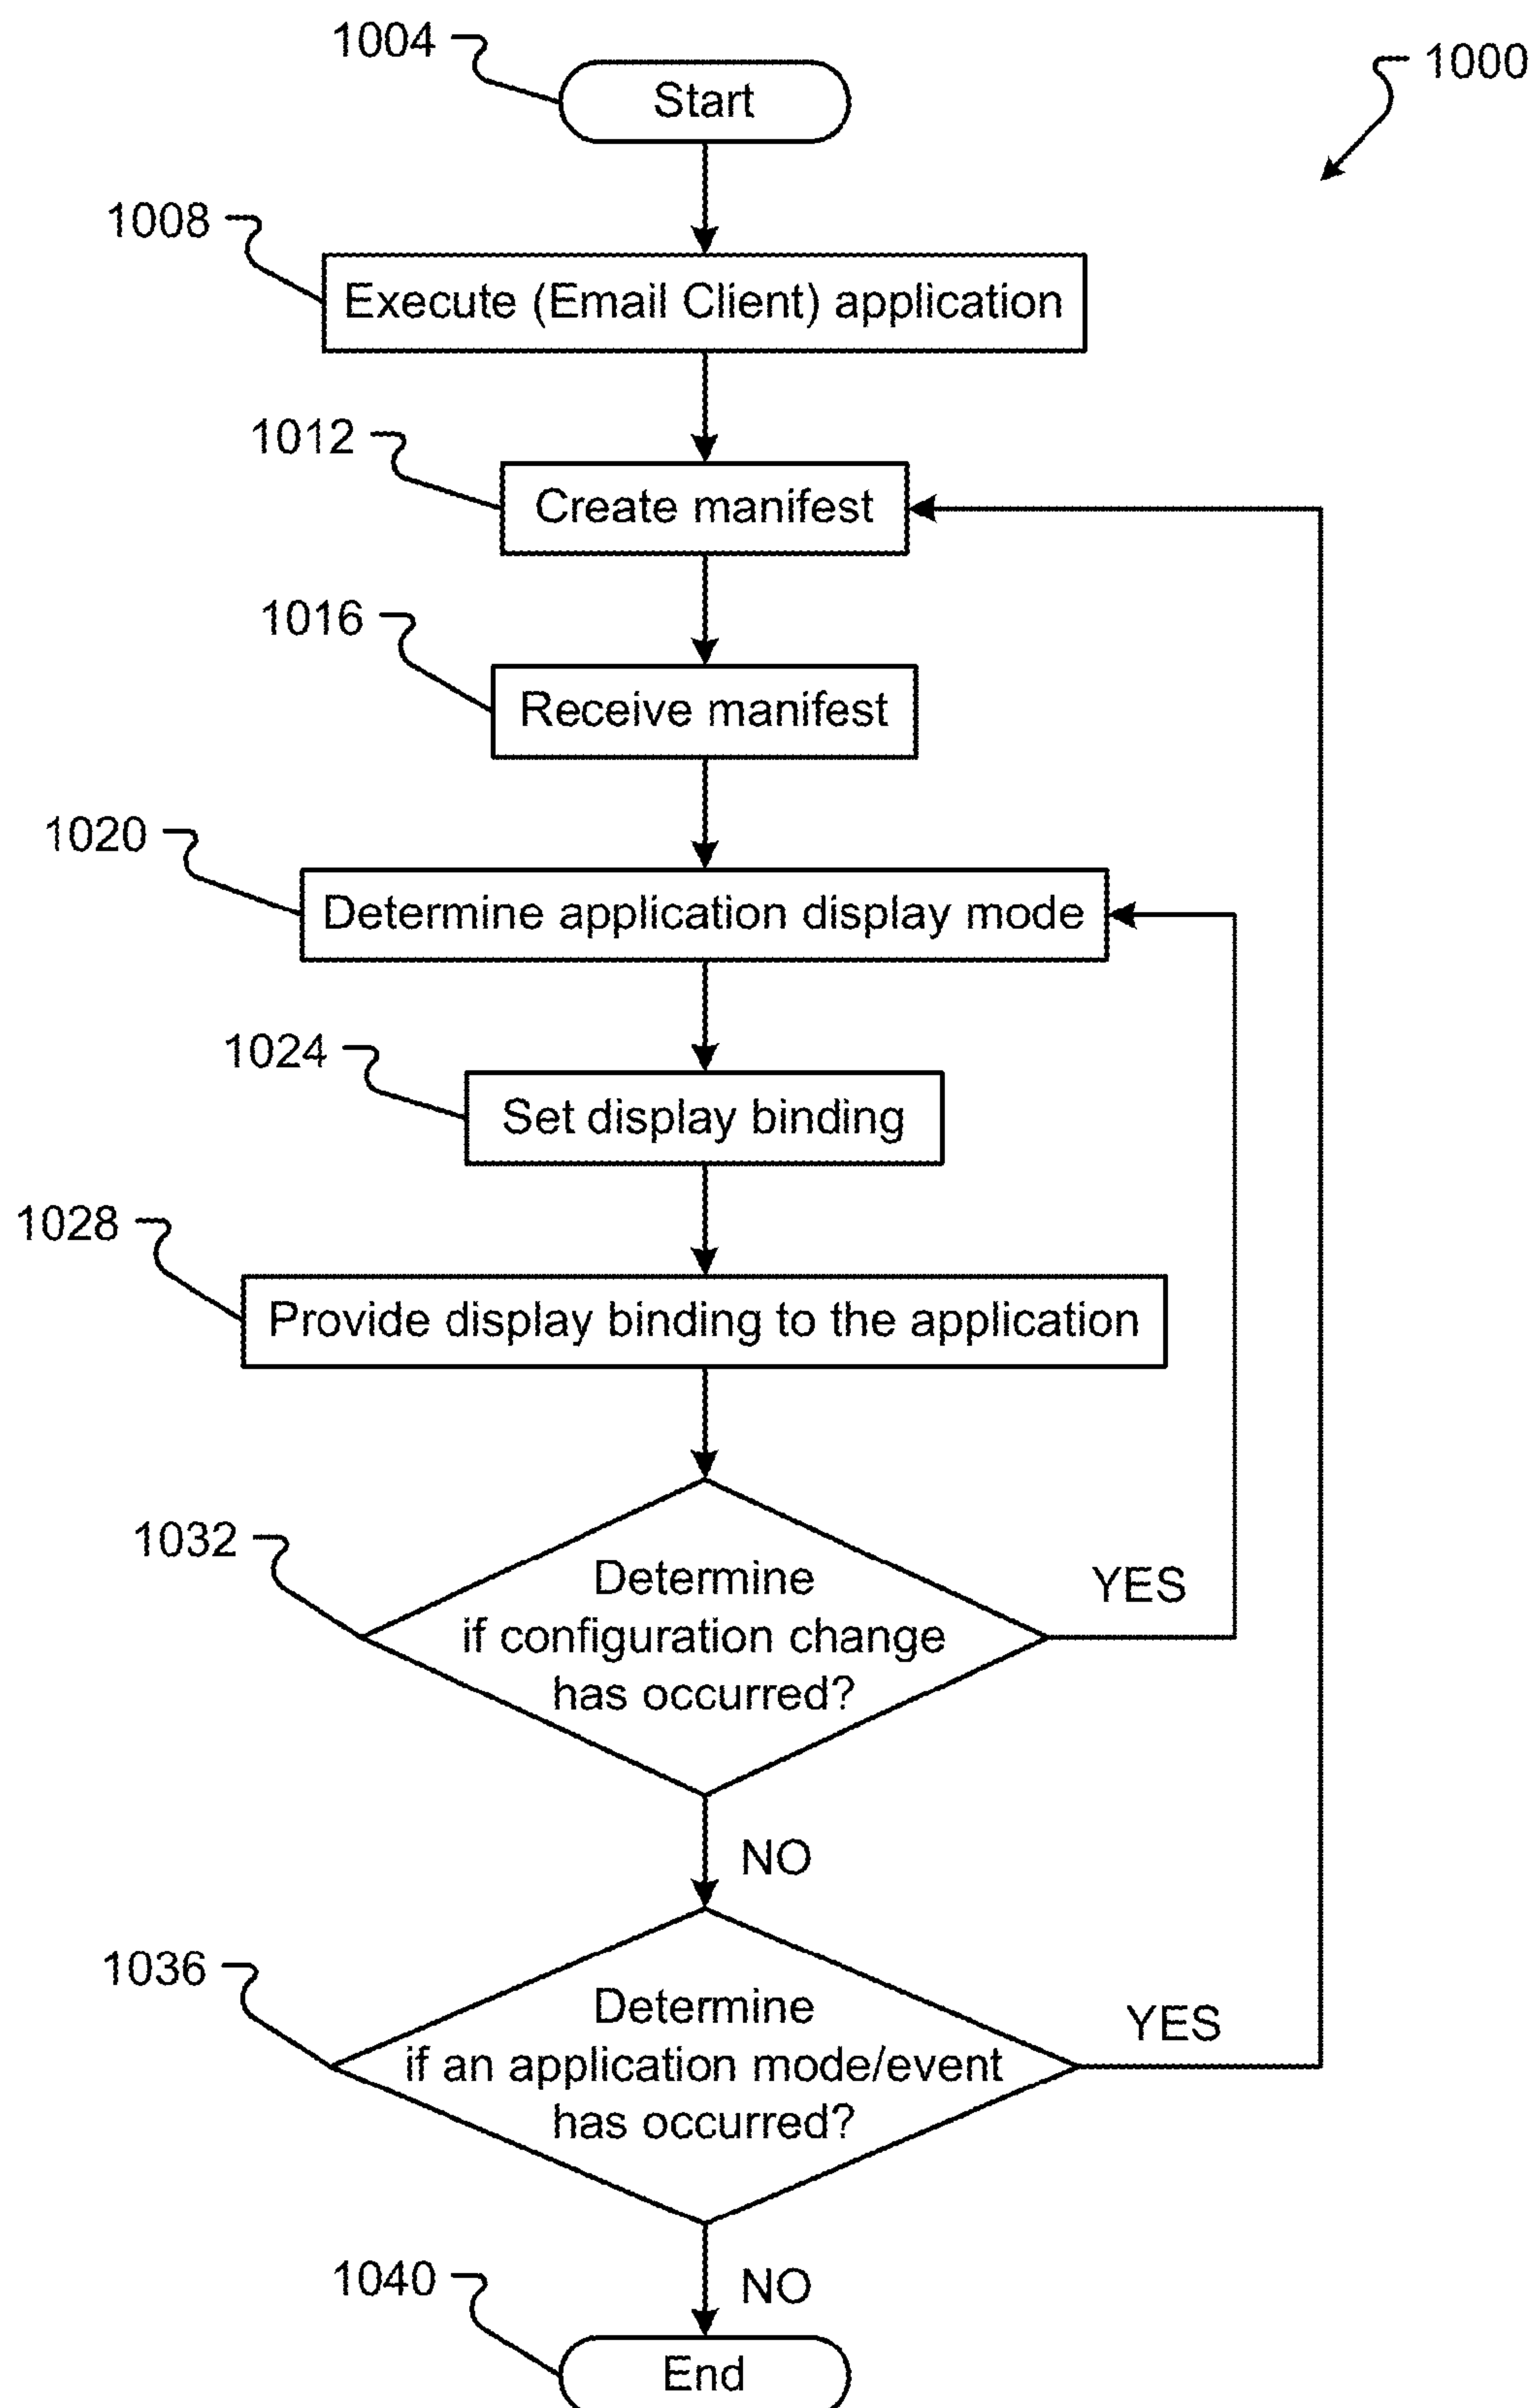 1004
1000
Start
1008
Execute (Email Client) application
1012
Create manifest
1016
Receive manifest
1020
Determine application display mode
1024
Set display binding
1028
Provide display binding to the application
1032
Determine
if configuration change
has occurred?
YES
NO
1036
Determine
if an application mode/event
has occurred?
YES
1040
NO
End